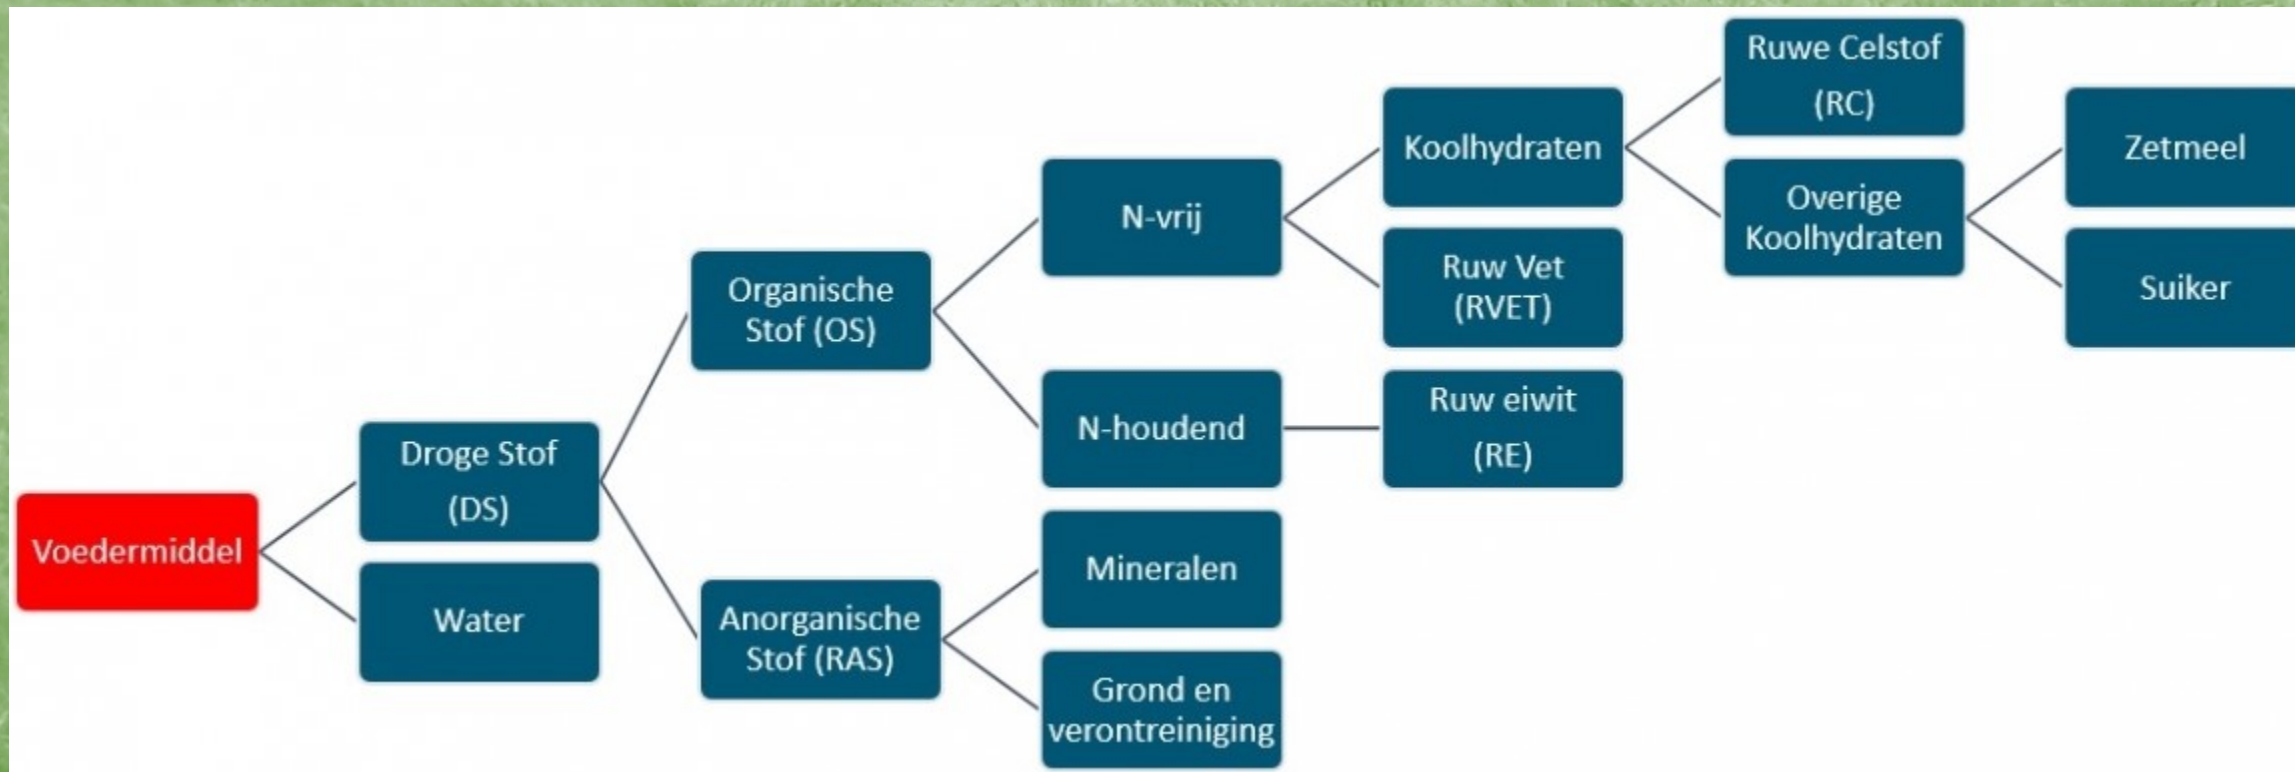 Voedermiddel
Droge Stof
(DS)
Water
Organische
Stof (OS)
Anorganische
Stof (RAS)
N-vrij
N-houdend
Mineralen
Grond en
verontreiniging
Koolhydraten
Ruw Vet
(RVET)
Ruw eiwit
(RE)
Ruwe Celstof
(RC)
Overige
Koolhydraten
Zetmeel
Suiker